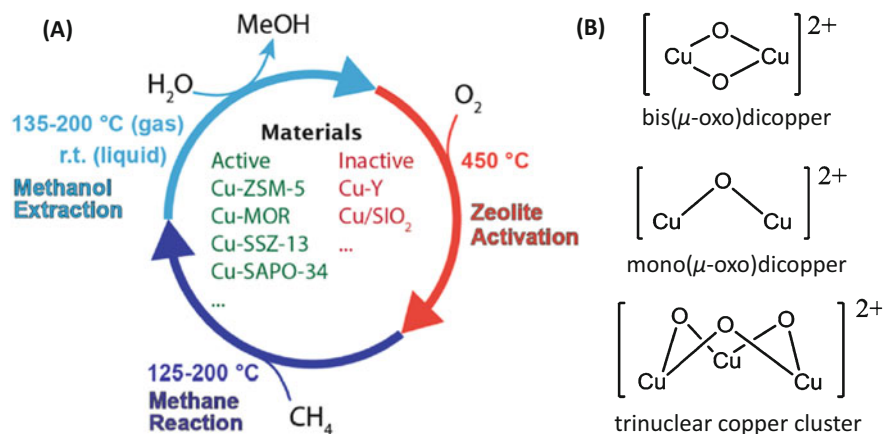 (A)
MeOH
H₂O
O₂
135-200 °C (gas)
r.t. (liquid)
Methanol
Extraction
Materials
Active
Cu-ZSM-5
Cu-MOR
Cu-SSZ-13
Cu-SAPO-34
...
Inactive
Cu-Y
Cu/SIO₂
...
450 °C
Zeolite
Activation
125-200 °C
Methane
Reaction
CH₄
(B)
O
Cu Cu
O
2+
bis(μ-oxo)dicopper
O
Cu Cu
2+
mono(μ-oxo)dicopper
O O O
Cu
Cu Cu
2+
trinuclear copper cluster